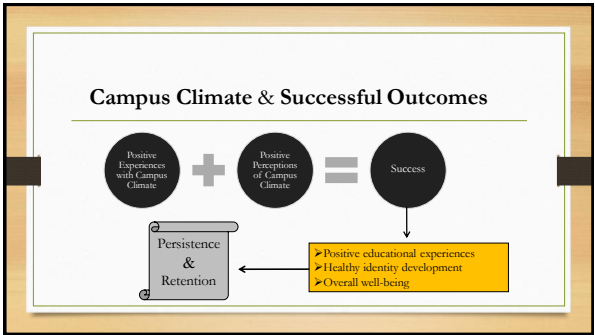 Campus Climate & Successful Outcomes
Positive
Experiences
with Campus
Climate
Positive
Perceptions
of Campus
Climate
Success
Persistence
&
Retention
➢Positive educational experiences
➢Healthy identity development
➢Overall well-being